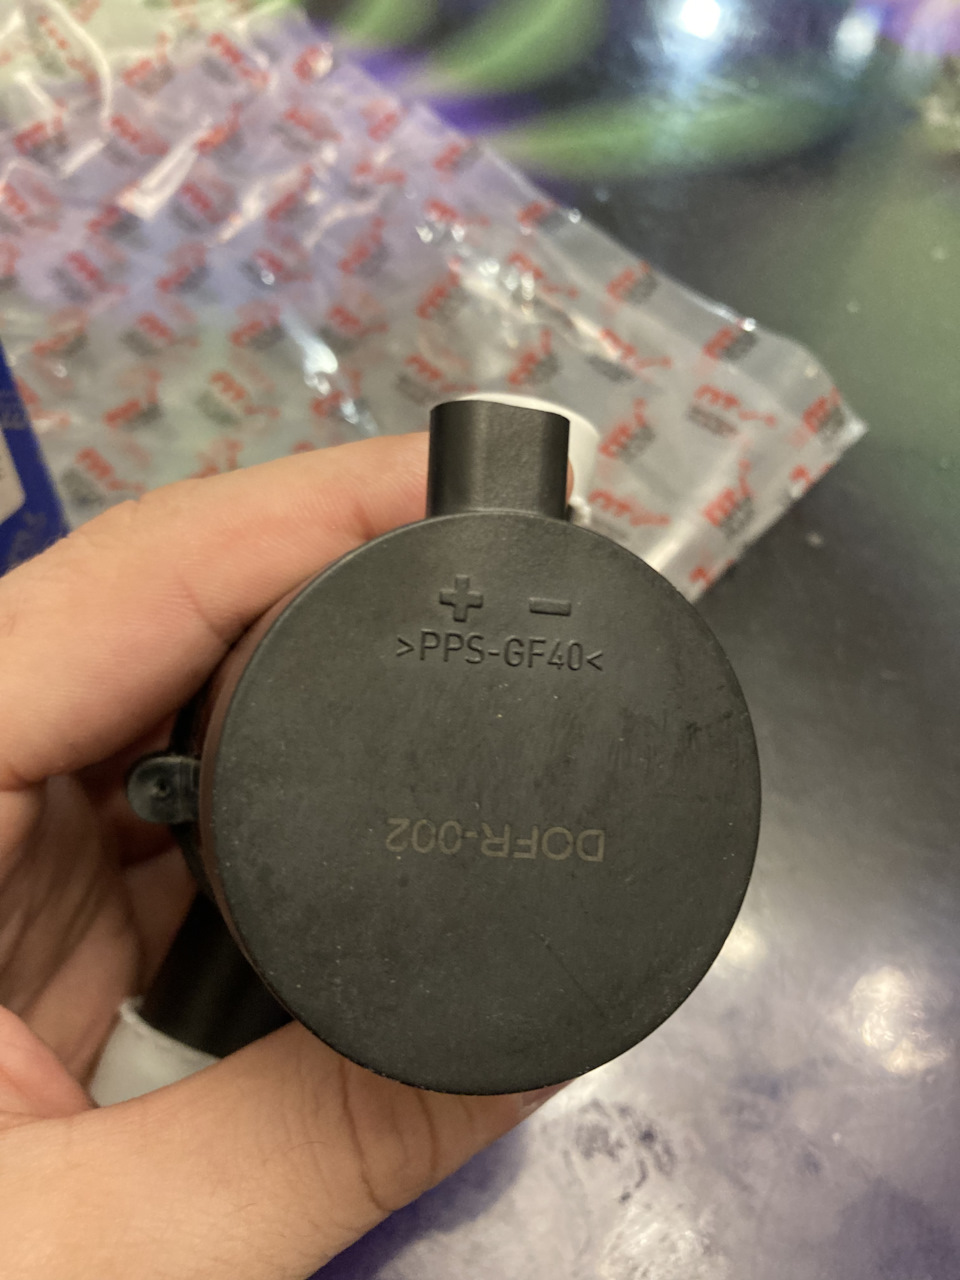 + −
>PPS-GF40<
DOFR-002